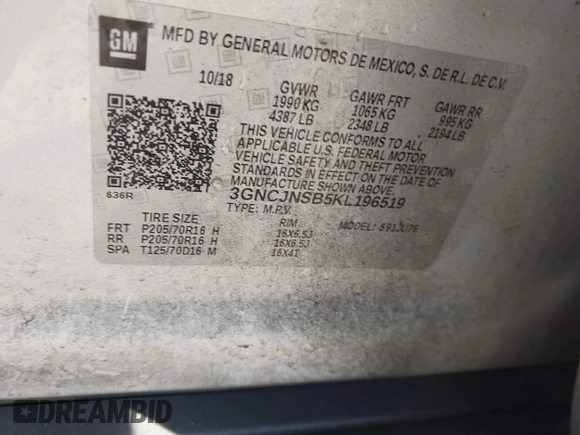 GM
MFD BY GENERAL MOTORS DE MEXICO, S. DE R.L. DE C.V.
10/18 GVWR GAWR FRT GAWR RR
1990 KG 1065 KG 995 KG
4387 LB 2348 LB 2194 LB
THIS VEHICLE CONFORMS TO ALL
APPLICABLE U.S. FEDERAL MOTOR
VEHICLE SAFETY AND THEFT PREVENTION
STANDARDS IN EFFECT ON THE DATE OF
MANUFACTURE SHOWN ABOVE.
3GNCJNSB5KL196519
636R TYPE: M.P.V. MODEL: 591JU76
TIRE SIZE RIM
FRT P205/70R16 H 16X6.5J
RR P205/70R16 H 16X6.5J
SPA T125/70D16 M 16X4T
DREAMBID